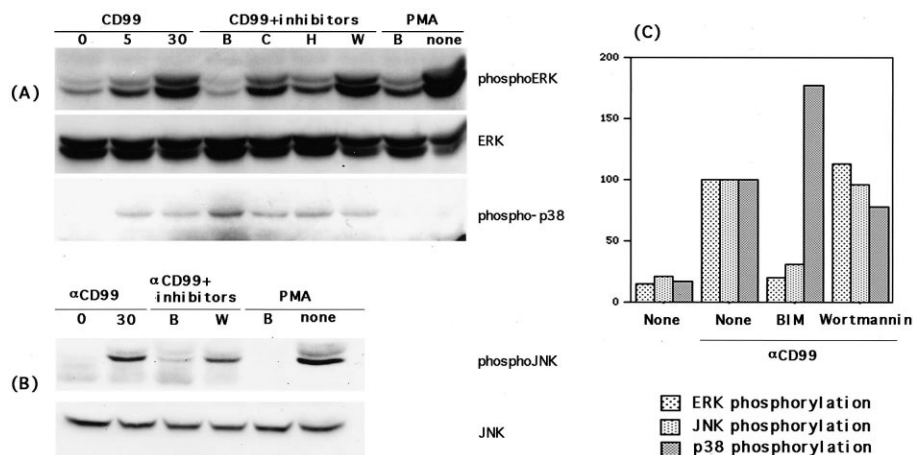 CD99 CD99+inhibitors PMA
0 5 30 B C H W B none
(A)
phosphoERK
ERK
phospho-p38
αCD99 αCD99+ inhibitors PMA
0 30 B W B none
(B)
phosphoJNK
JNK
(C)
200
150
100
50
0
None None BIM Wortmannin
αCD99
ERK phosphorylation
JNK phosphorylation
p38 phosphorylation